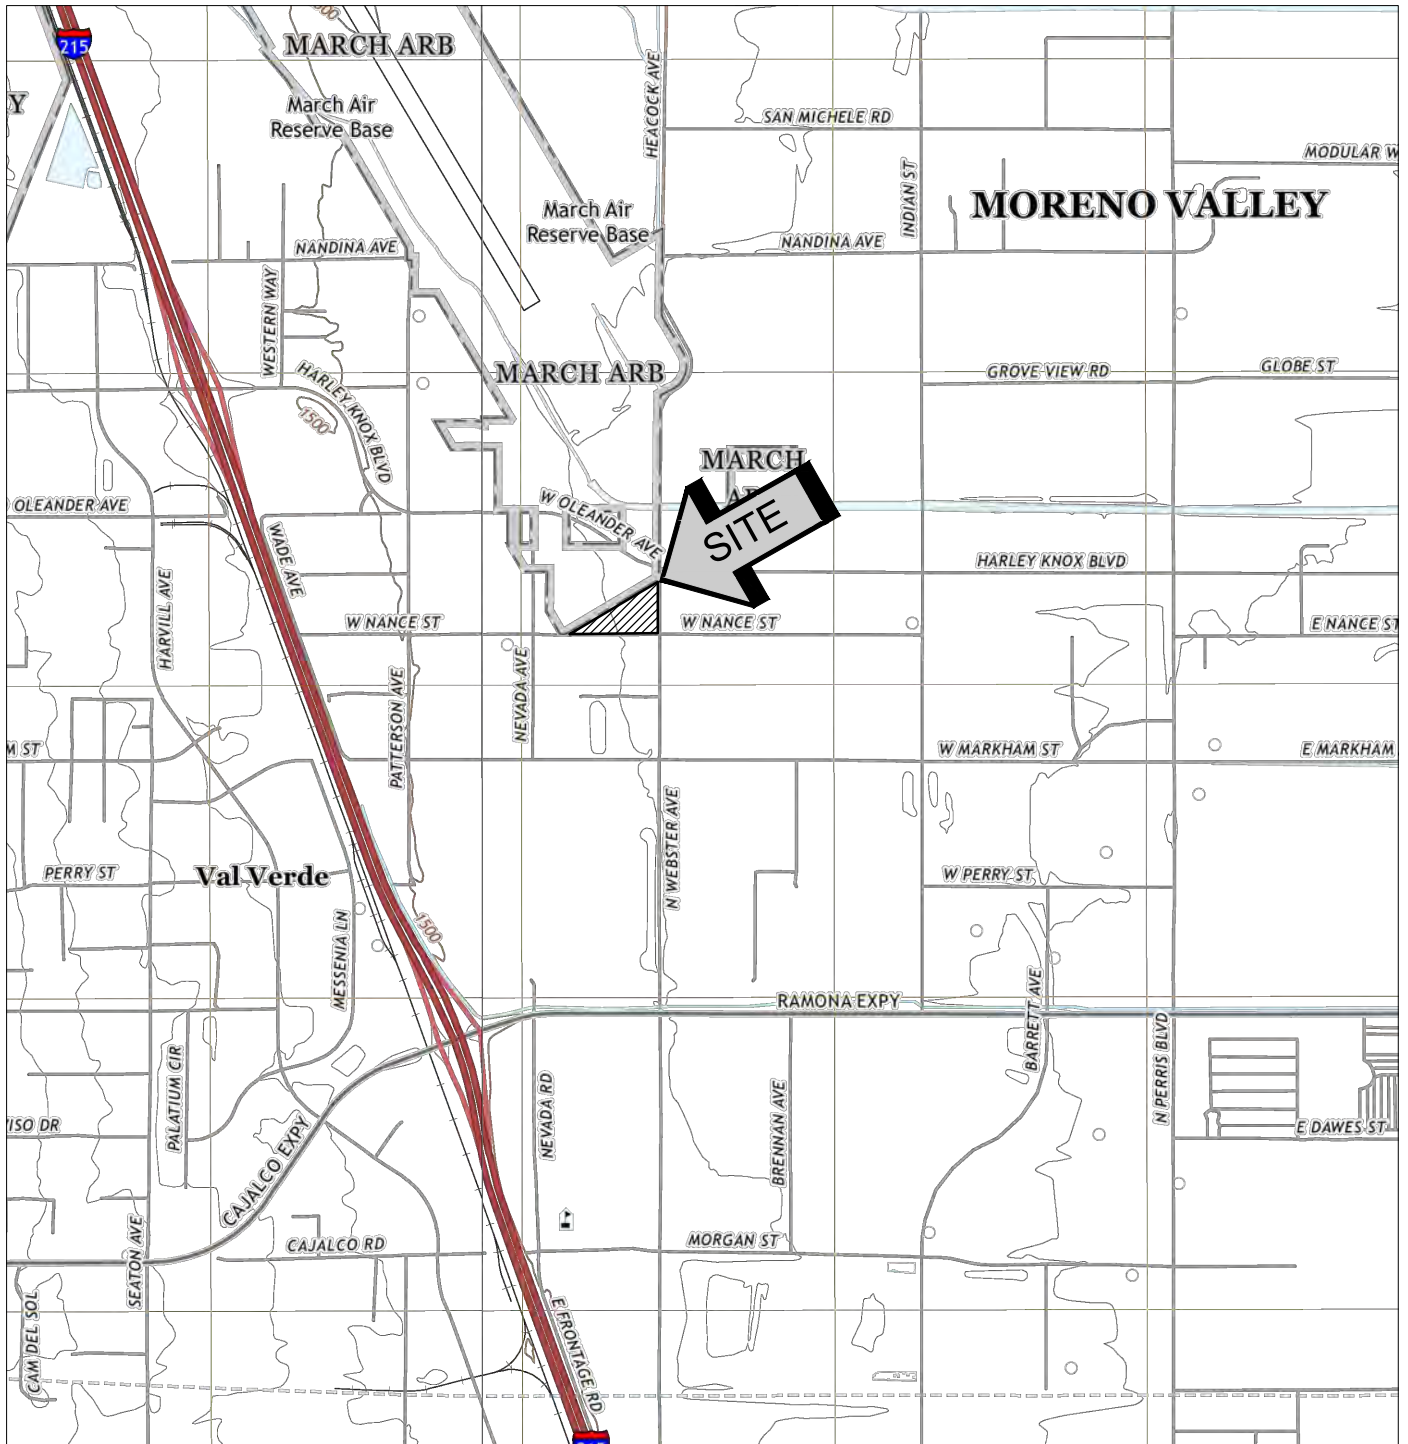 215
MARCH ARB
March Air
Reserve Base
HEACOCK AVE
SAN MICHELE RD
MODULAR W
INDIAN ST
MORENO VALLEY
March Air
Reserve Base
NANDINA AVE
NANDINA AVE
WESTERN WAY
HARLEY KNOX BLVD
1500
MARCH ARB
GROVE VIEW RD
GLOBE ST
MARCH
W OLEANDER AVE
SITE
OLEANDER AVE
WADE AVE
HARVILL AVE
HARLEY KNOX BLVD
W NANCE ST
W NANCE ST
E NANCE ST
PATTERSON AVE
NEVADA AVE
M ST
W MARKHAM ST
E MARKHAM
N WEBSTER AVE
PERRY ST
Val Verde
W PERRY ST
MESSENIA LN
1500
RAMONA EXPY
BARRETT AVE
N PERRIS BLVD
PALATIUM CIR
NEVADA RD
BRENNAN AVE
VISO DR
E DAWES ST
CAJALCO EXPY
SEATON AVE
CAJALCO RD
MORGAN ST
CAM DEL SOL
E FRONTAGE RD